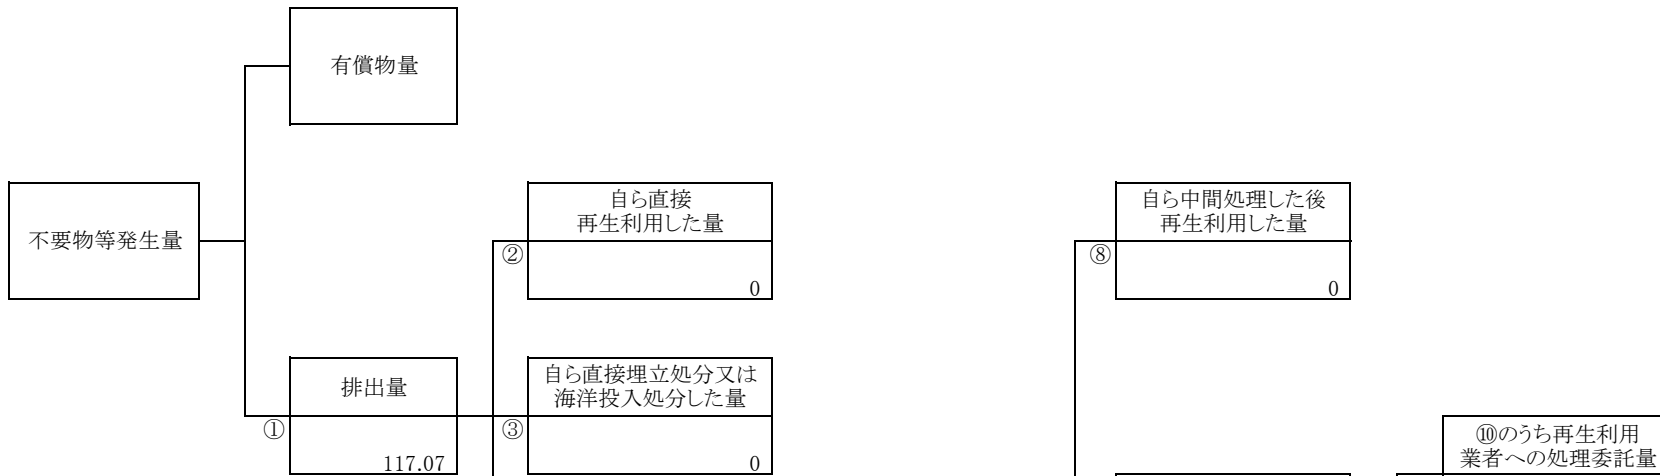 有償物量
不要物等発生量
自ら直接
再生利用した量
②
0
自ら中間処理した後
再生利用した量
⑧
0
排出量
①
117.07
自ら直接埋立処分又は
海洋投入処分した量
③
0
⑩のうち再生利用
業者への処理委託量